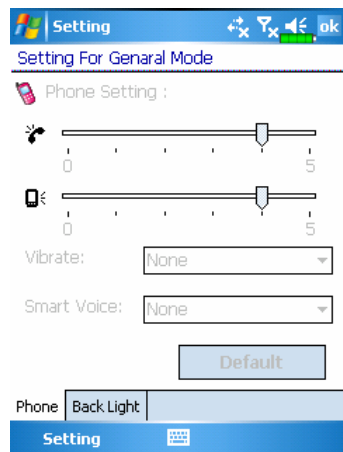 Setting ok
Setting For Genaral Mode
Phone Setting :
0 5
0 5
Vibrate: None
Smart Voice: None
Default
Phone Back Light
Setting